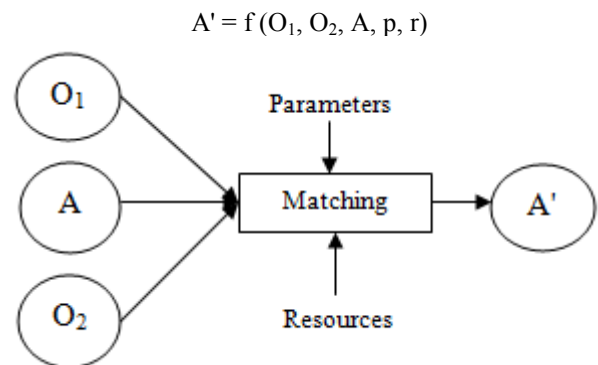 A' = f (O₁, O₂, A, p, r)
O₁
Parameters
A
Matching
A'
O₂
Resources